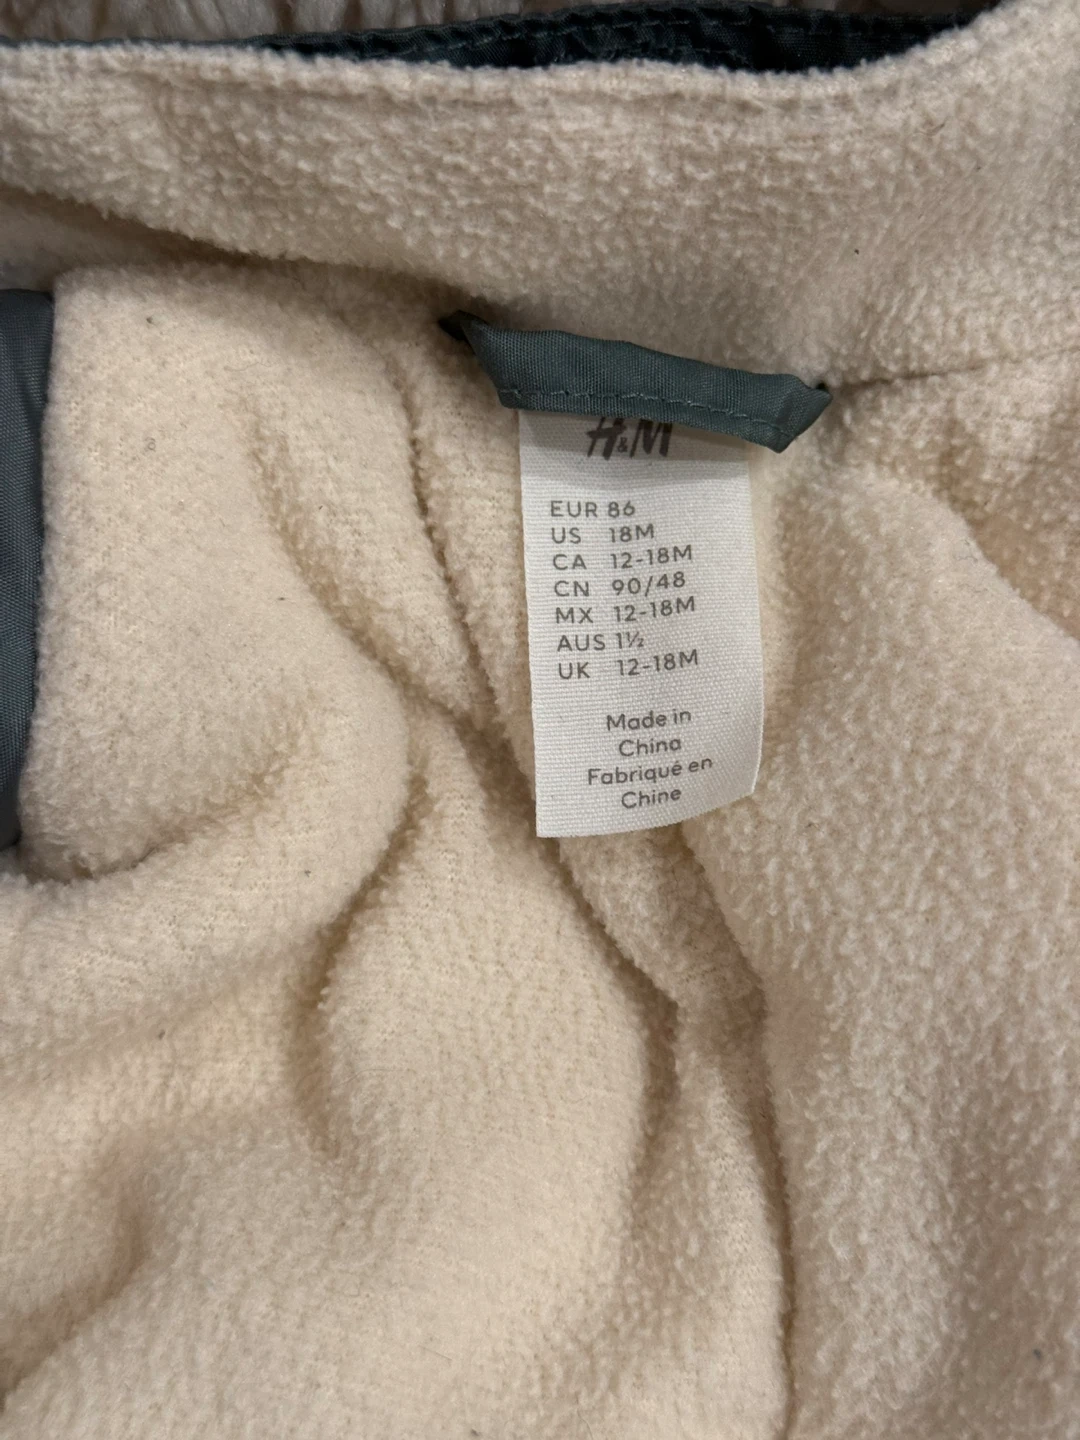 H&M
EUR 86
US 18M
CA 12-18M
CN 90/48
MX 12-18M
AUS 1½
UK 12-18M
Made in
China
Fabriqué en
Chine